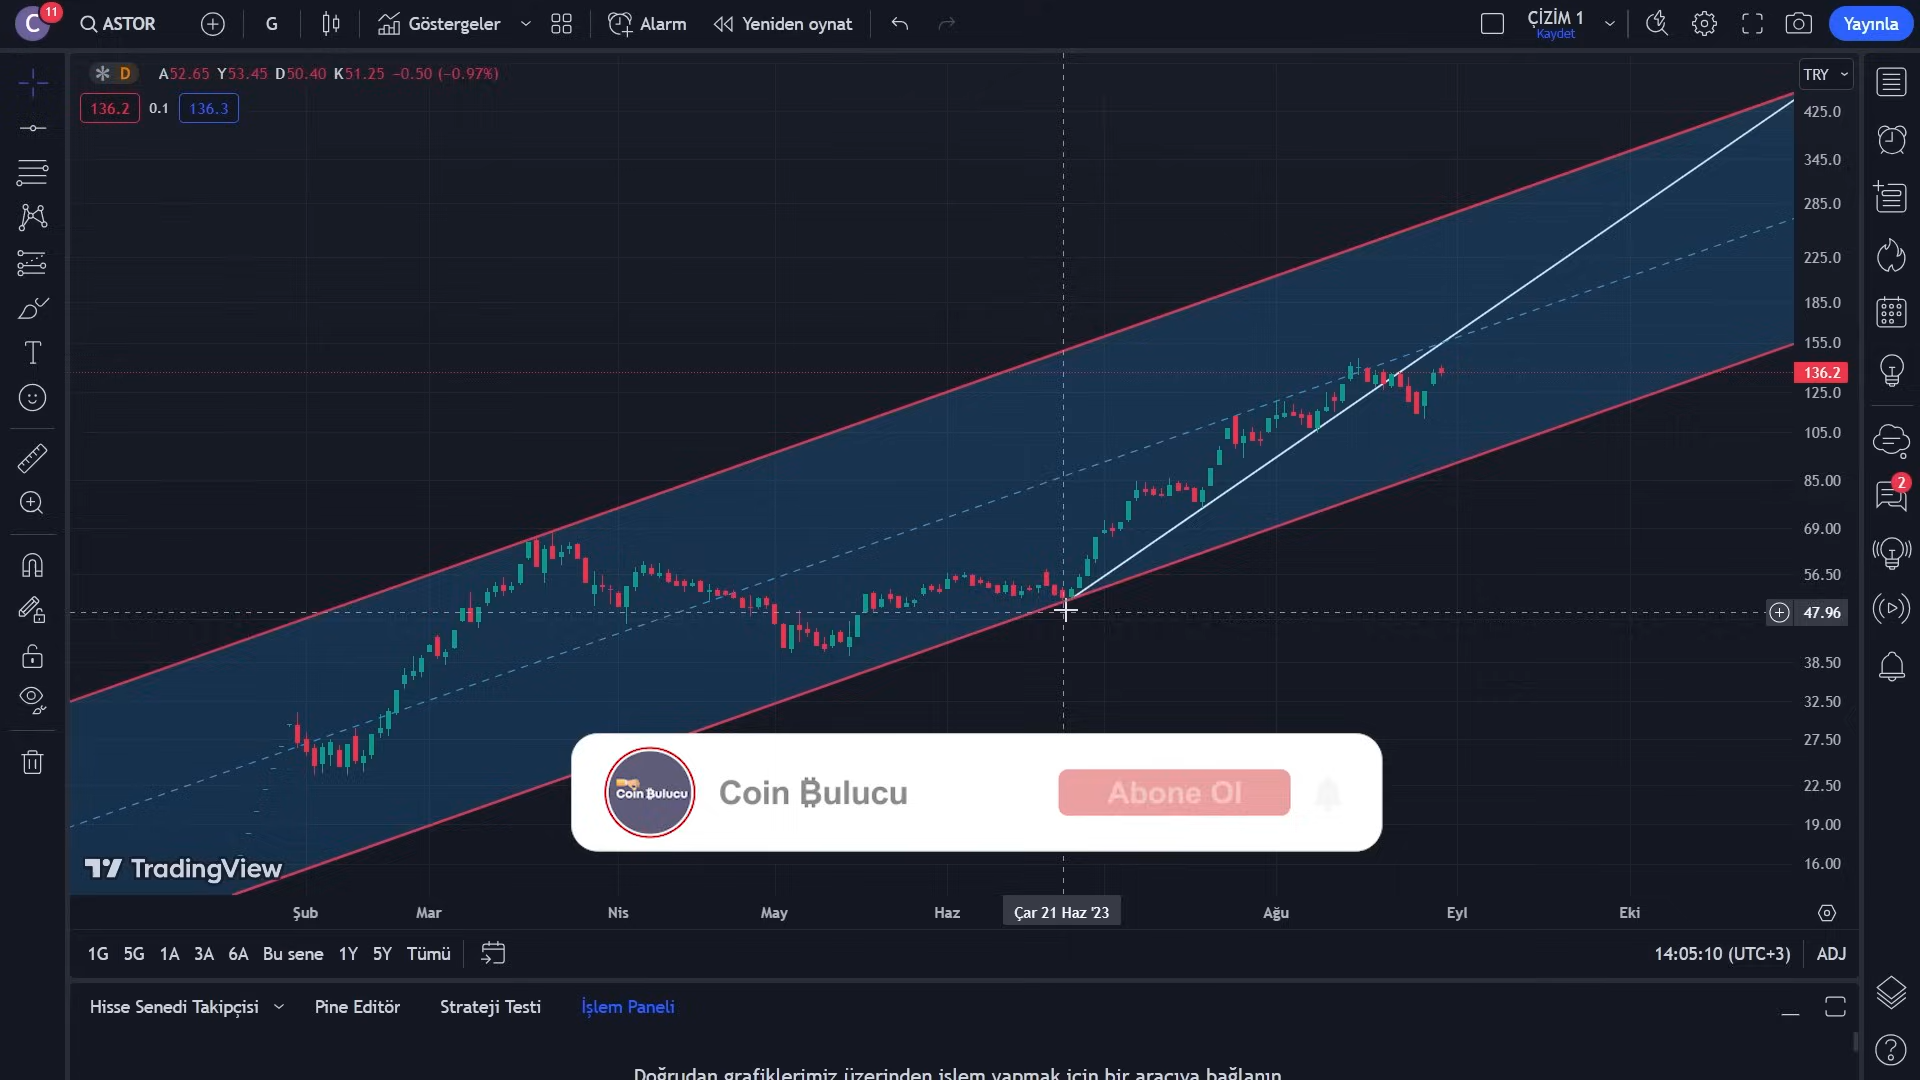 C 11 ASTOR G Göstergeler Alarm Yeniden oynat ÇİZİM 1 Kaydet Yayınla
D A52.65 Y53.45 D50.40 K51.25 −0.50 (−0.97%) TRY
136.2 0.1 136.3
425.0
345.0
285.0
225.0
185.0
155.0
136.2
125.0
105.0
85.00
2
69.00
56.50
47.96
38.50
32.50
27.50
22.50
19.00
16.00
Coin ₿ulucu
Coin ₿ulucu
Abone Ol
TradingView
Şub Mar Nis May Haz Çar 21 Haz '23 Ağu Eyl Eki
1G 5G 1A 3A 6A Bu sene 1Y 5Y Tümü 14:05:10 (UTC+3) ADJ
Hisse Senedi Takipçisi Pine Editör Strateji Testi İşlem Paneli
Doğrudan grafiklerimiz üzerinden işlem yapmak için bir aracıya bağlanın